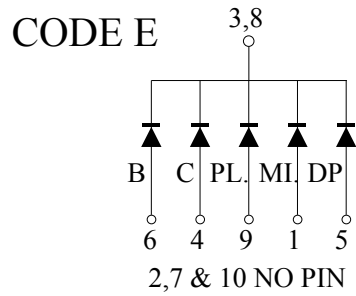 CODE E
3,8
B C PL. MI. DP
6 4 9 1 5
2,7 & 10 NO PIN